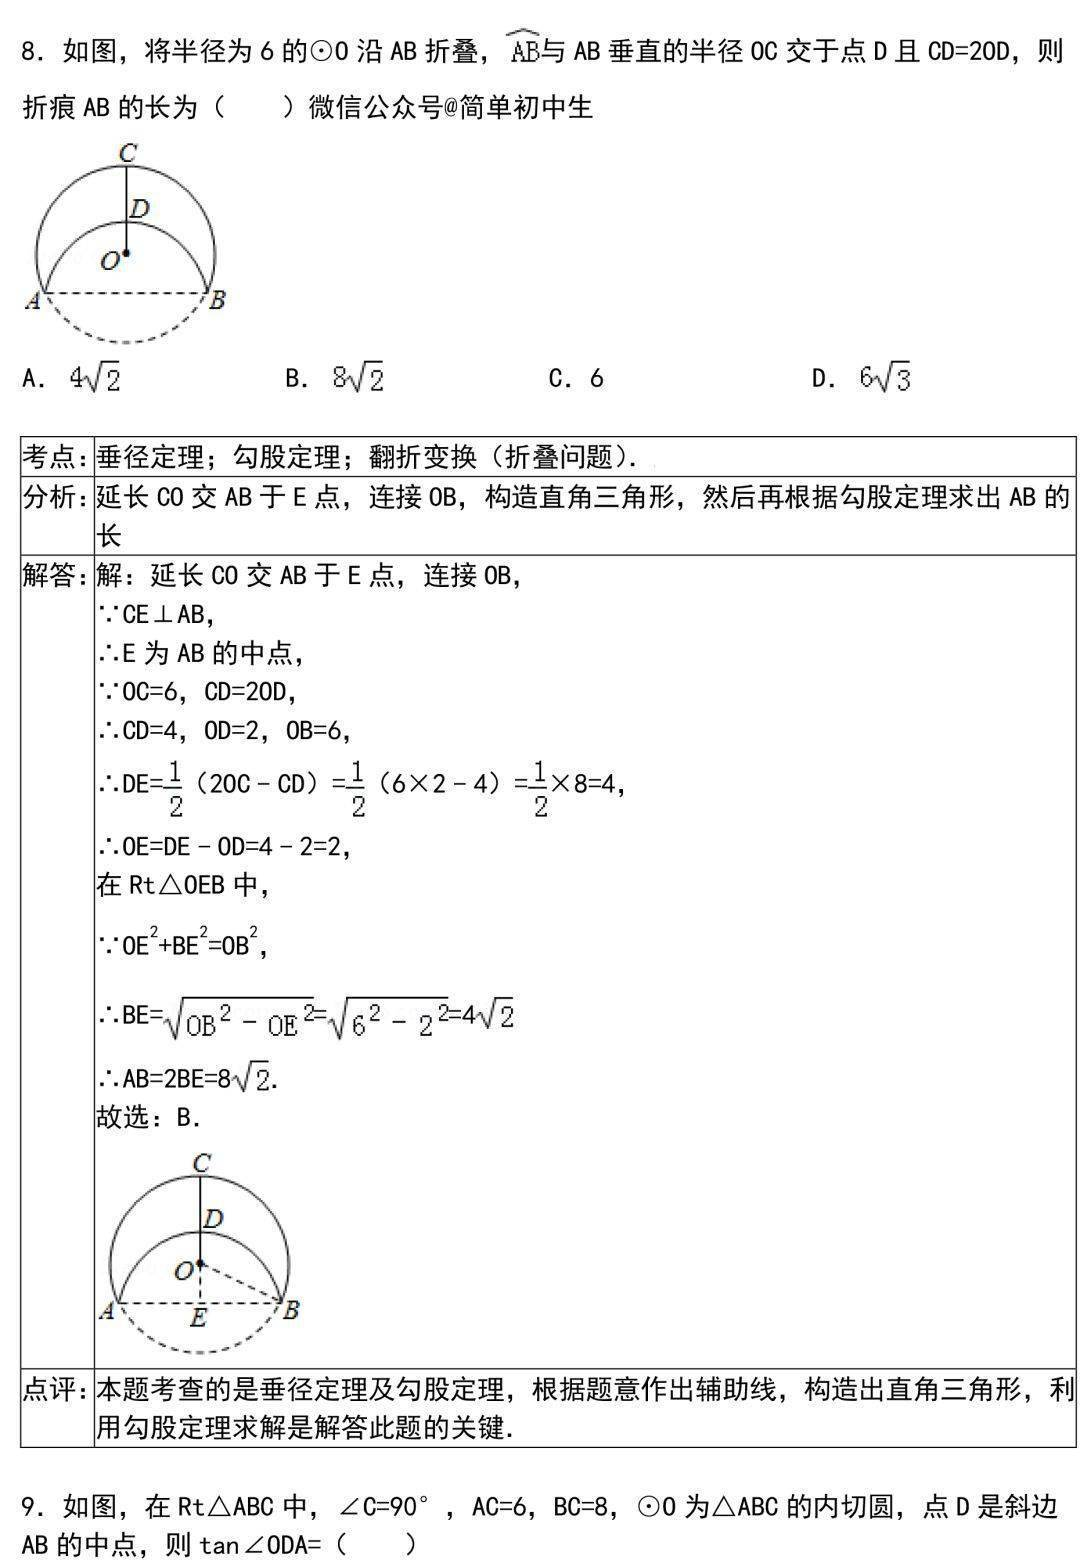 8. 如图，将半径为 6 的⊙O 沿 AB 折叠，AB与 AB 垂直的半径 OC 交于点 D 且 CD=2OD，则
折痕 AB 的长为（　　）微信公众号@简单初中生
C
D
O
A
B
A. 4√2 B. 8√2 C. 6 D. 6√3
考点：垂径定理；勾股定理；翻折变换（折叠问题）.
分析：延长 CO 交 AB 于 E 点，连接 OB，构造直角三角形，然后再根据勾股定理求出 AB 的
长
解答：解：延长 CO 交 AB 于 E 点，连接 OB，
∵CE⊥AB，
∴E 为 AB 的中点，
∵OC=6，CD=2OD，
∴CD=4，OD=2，OB=6，
∴DE=1/2（2OC－CD）=1/2（6×2－4）=1/2×8=4，
∴OE=DE－OD=4－2=2，
在 Rt△OEB 中，
∵OE²+BE²=OB²，
∴BE=√(OB²－OE²)=√(6²－2²)=4√2
∴AB=2BE=8√2.
故选：B.
C
D
O
A
E
B
点评：本题考查的是垂径定理及勾股定理，根据题意作出辅助线，构造出直角三角形，利
用勾股定理求解是解答此题的关键.
9. 如图，在 Rt△ABC 中，∠C=90°，AC=6，BC=8，⊙O 为△ABC 的内切圆，点 D 是斜边
AB 的中点，则 tan∠ODA=（　　）